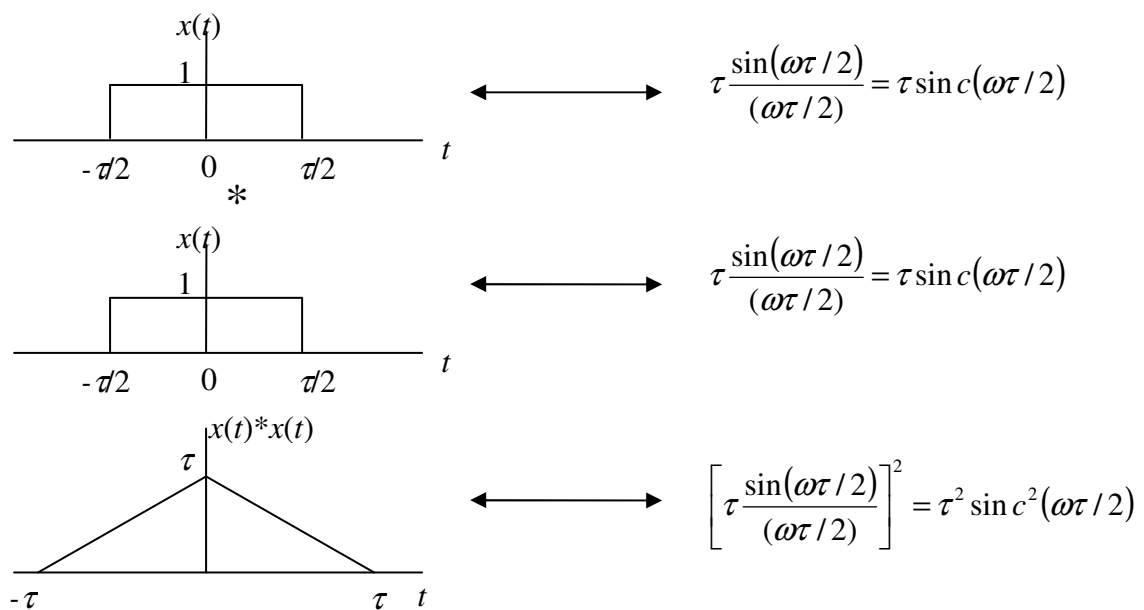 x(t)
1
τ sin(ωτ/2)/(ωτ/2) = τ sin c(ωτ/2)
-τ/2 0 τ/2 t
*
x(t)
1
τ sin(ωτ/2)/(ωτ/2) = τ sin c(ωτ/2)
-τ/2 0 τ/2 t
x(t)*x(t)
τ
[τ sin(ωτ/2)/(ωτ/2)]² = τ² sin c²(ωτ/2)
-τ τ t